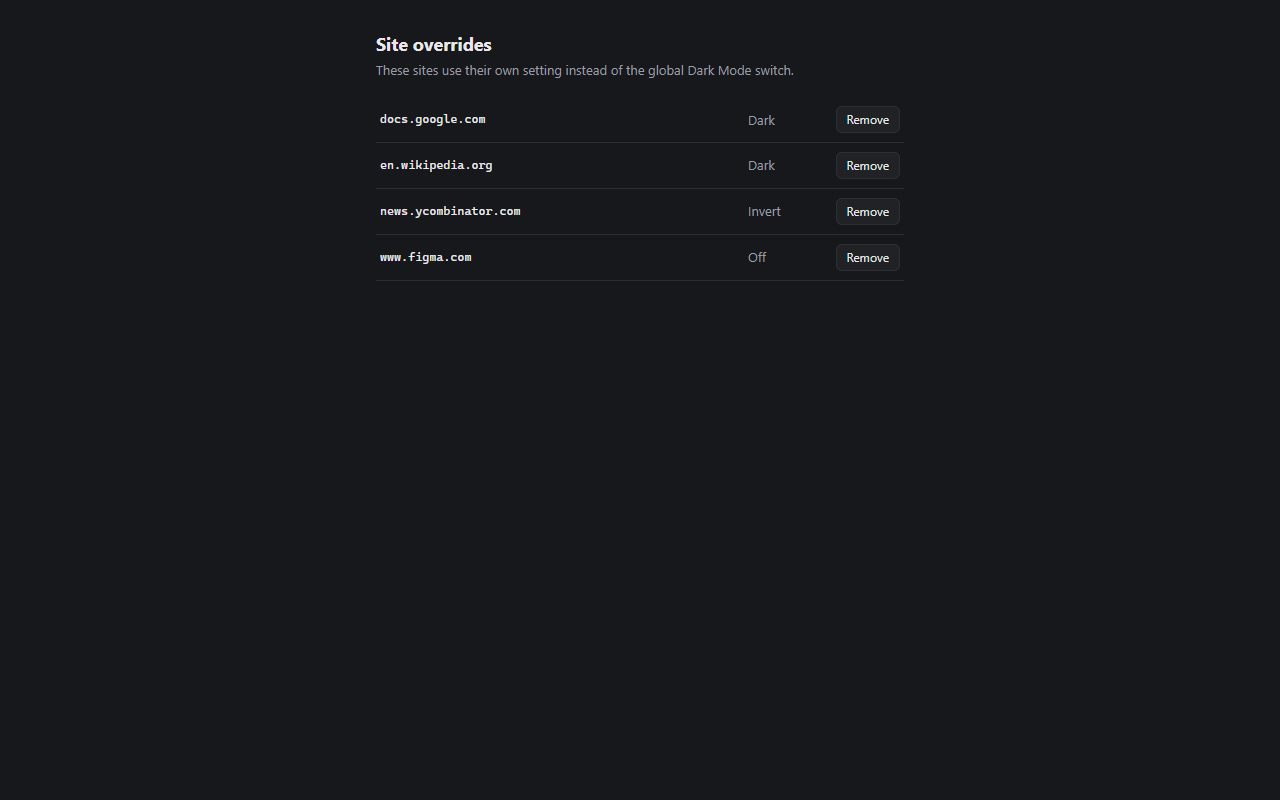 Site overrides
These sites use their own setting instead of the global Dark Mode switch.
docs.google.com Dark Remove
en.wikipedia.org Dark Remove
news.ycombinator.com Invert Remove
www.figma.com Off Remove